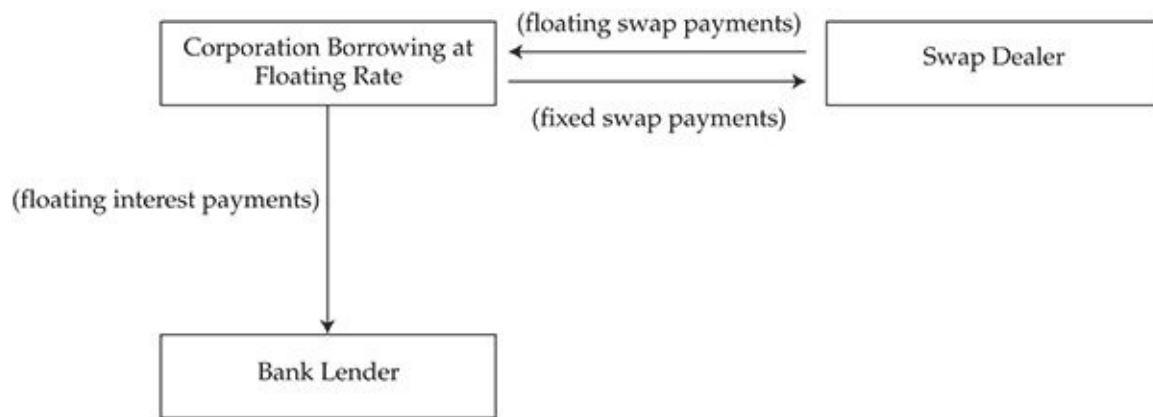 (floating swap payments)
Corporation Borrowing at
Floating Rate
Swap Dealer
(fixed swap payments)
(floating interest payments)
Bank Lender